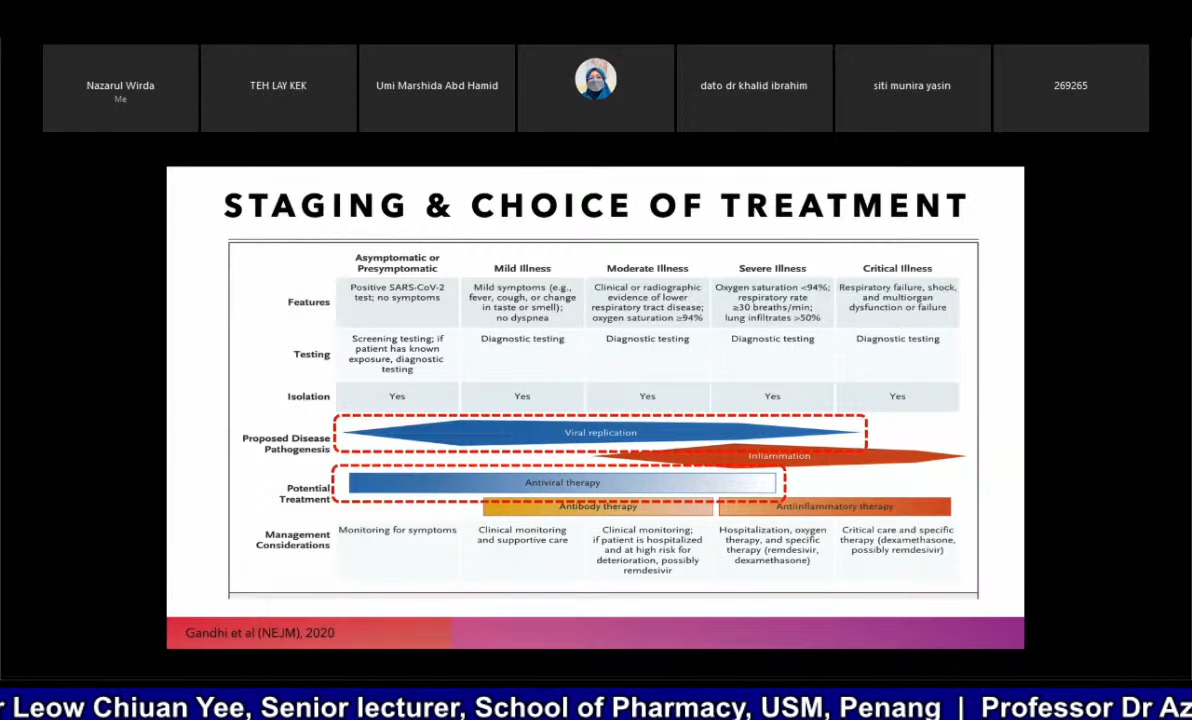 Nazarul Wirda
Me
TEH LAY KEK
Umi Marshida Abd Hamid
dato dr khalid ibrahim
siti munira yasin
269265
STAGING & CHOICE OF TREATMENT
Asymptomatic or
Presymptomatic
Mild Illness
Moderate Illness
Severe Illness
Critical Illness
Features
Positive SARS-CoV-2
test; no symptoms
Mild symptoms (e.g.,
fever, cough, or change
in taste or smell);
no dyspnea
Clinical or radiographic
evidence of lower
respiratory tract disease;
oxygen saturation ≥94%
Oxygen saturation <94%;
respiratory rate
≥30 breaths/min;
lung infiltrates >50%
Respiratory failure, shock,
and multiorgan
dysfunction or failure
Testing
Screening testing; if
patient has known
exposure, diagnostic
testing
Diagnostic testing
Diagnostic testing
Diagnostic testing
Diagnostic testing
Isolation
Yes
Yes
Yes
Yes
Yes
Proposed Disease
Pathogenesis
Viral replication
Inflammation
Potential
Treatment
Antiviral therapy
Antibody therapy
Antiinflammatory therapy
Management
Considerations
Monitoring for symptoms
Clinical monitoring
and supportive care
Clinical monitoring;
if patient is hospitalized
and at high risk for
deterioration, possibly
remdesivir
Hospitalization, oxygen
therapy, and specific
therapy (remdesivir,
dexamethasone)
Critical care and specific
therapy (dexamethasone,
possibly remdesivir)
Gandhi et al (NEJM), 2020
r Leow Chiuan Yee, Senior lecturer, School of Pharmacy, USM, Penang | Professor Dr Az